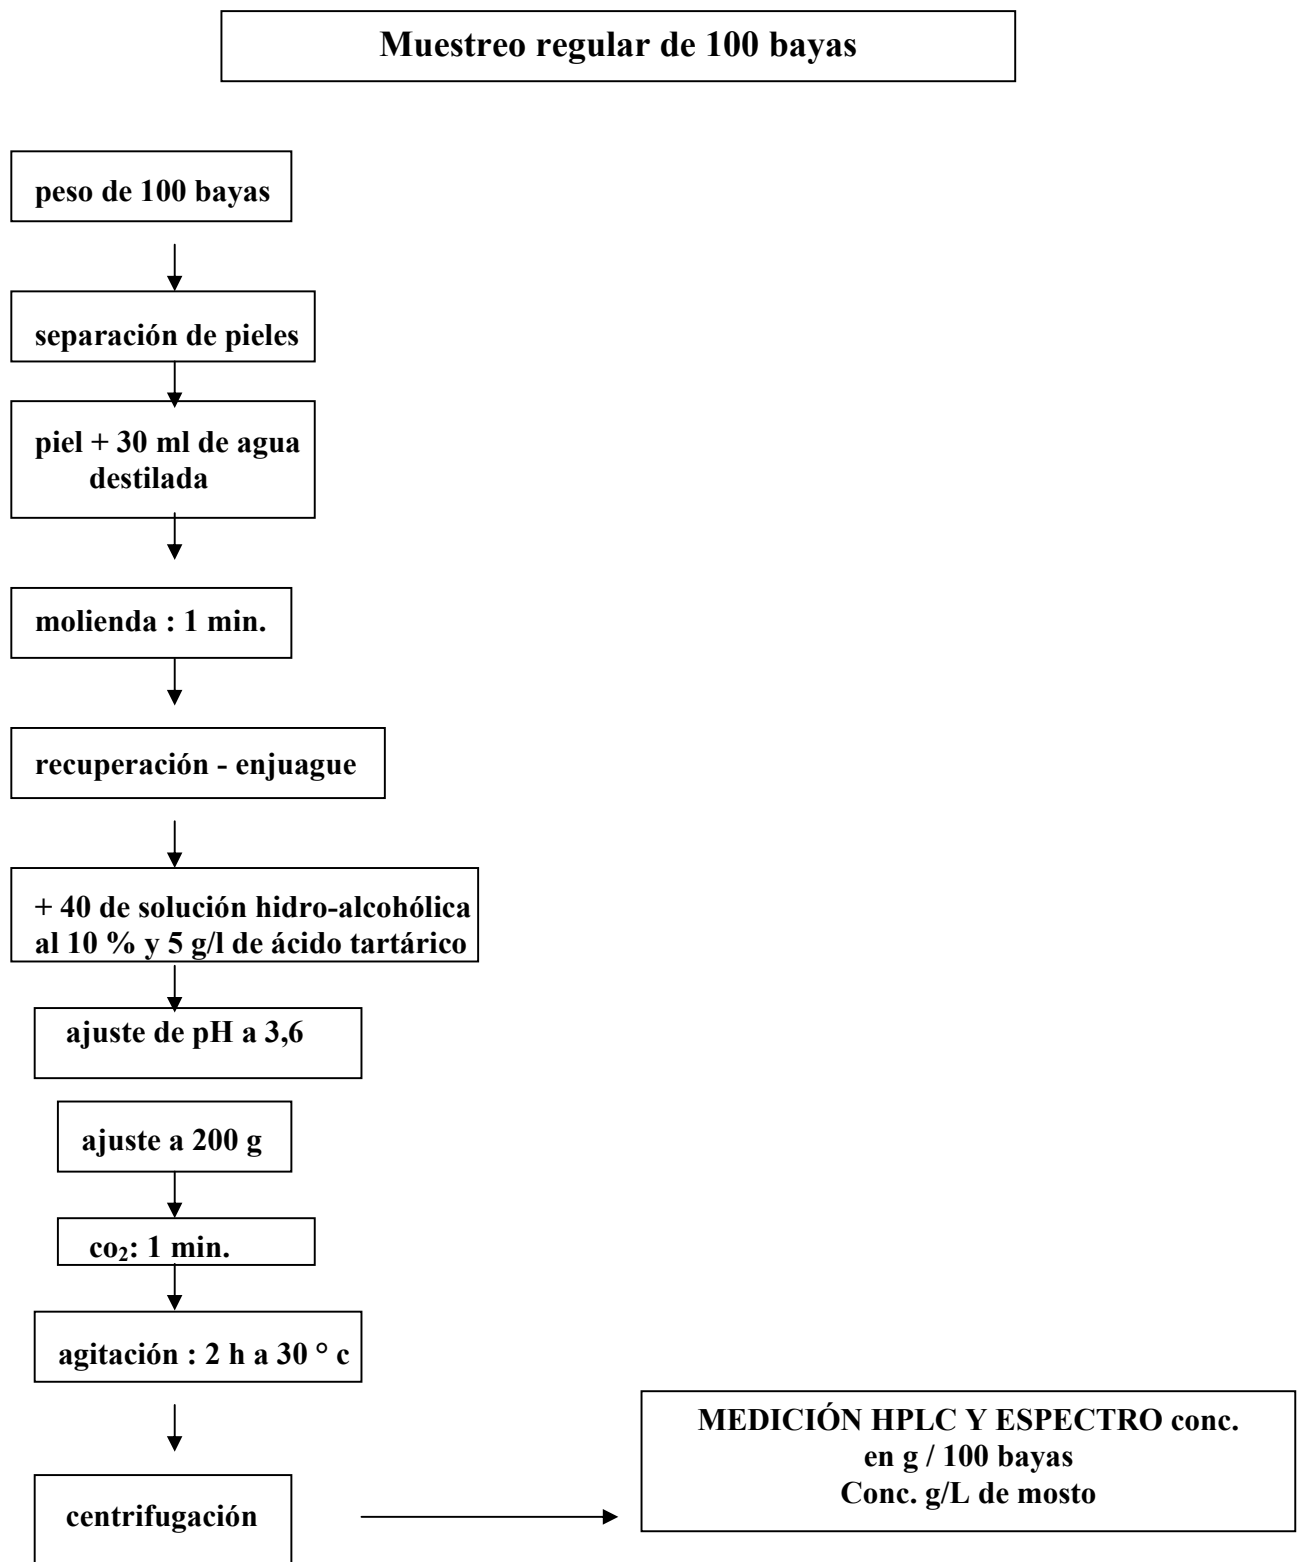 Muestreo regular de 100 bayas
peso de 100 bayas
separación de pieles
piel + 30 ml de agua
destilada
molienda : 1 min.
recuperación - enjuague
+ 40 de solución hidro-alcohólica
al 10 % y 5 g/l de ácido tartárico
ajuste de pH a 3,6
ajuste a 200 g
co₂: 1 min.
agitación : 2 h a 30 ° c
centrifugación
MEDICIÓN HPLC Y ESPECTRO conc.
en g / 100 bayas
Conc. g/L de mosto